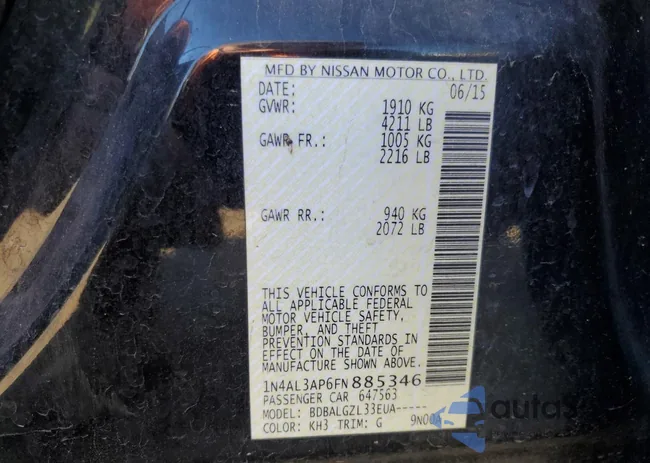 MFD BY NISSAN MOTOR CO., LTD.
DATE: 06/15
GVWR: 1910 KG
4211 LB
GAWR FR.: 1005 KG
2216 LB
GAWR RR.: 940 KG
2072 LB
THIS VEHICLE CONFORMS TO
ALL APPLICABLE FEDERAL
MOTOR VEHICLE SAFETY,
BUMPER, AND THEFT
PREVENTION STANDARDS IN
EFFECT ON THE DATE OF
MANUFACTURE SHOWN ABOVE.
1N4AL3AP6FN885346
PASSENGER CAR 647563
MODEL: BDBALGZL33EUA-----
COLOR: KH3 TRIM: G 9N00A
autas